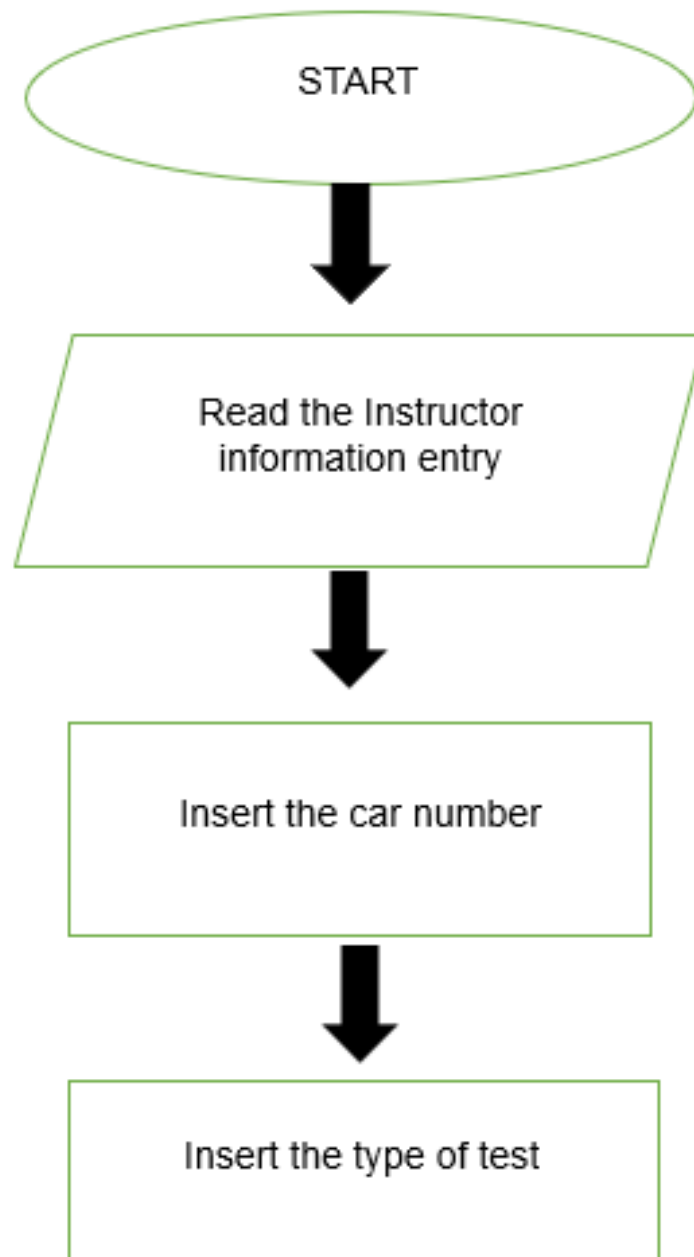 START
Read the Instructor
information entry
Insert the car number
Insert the type of test